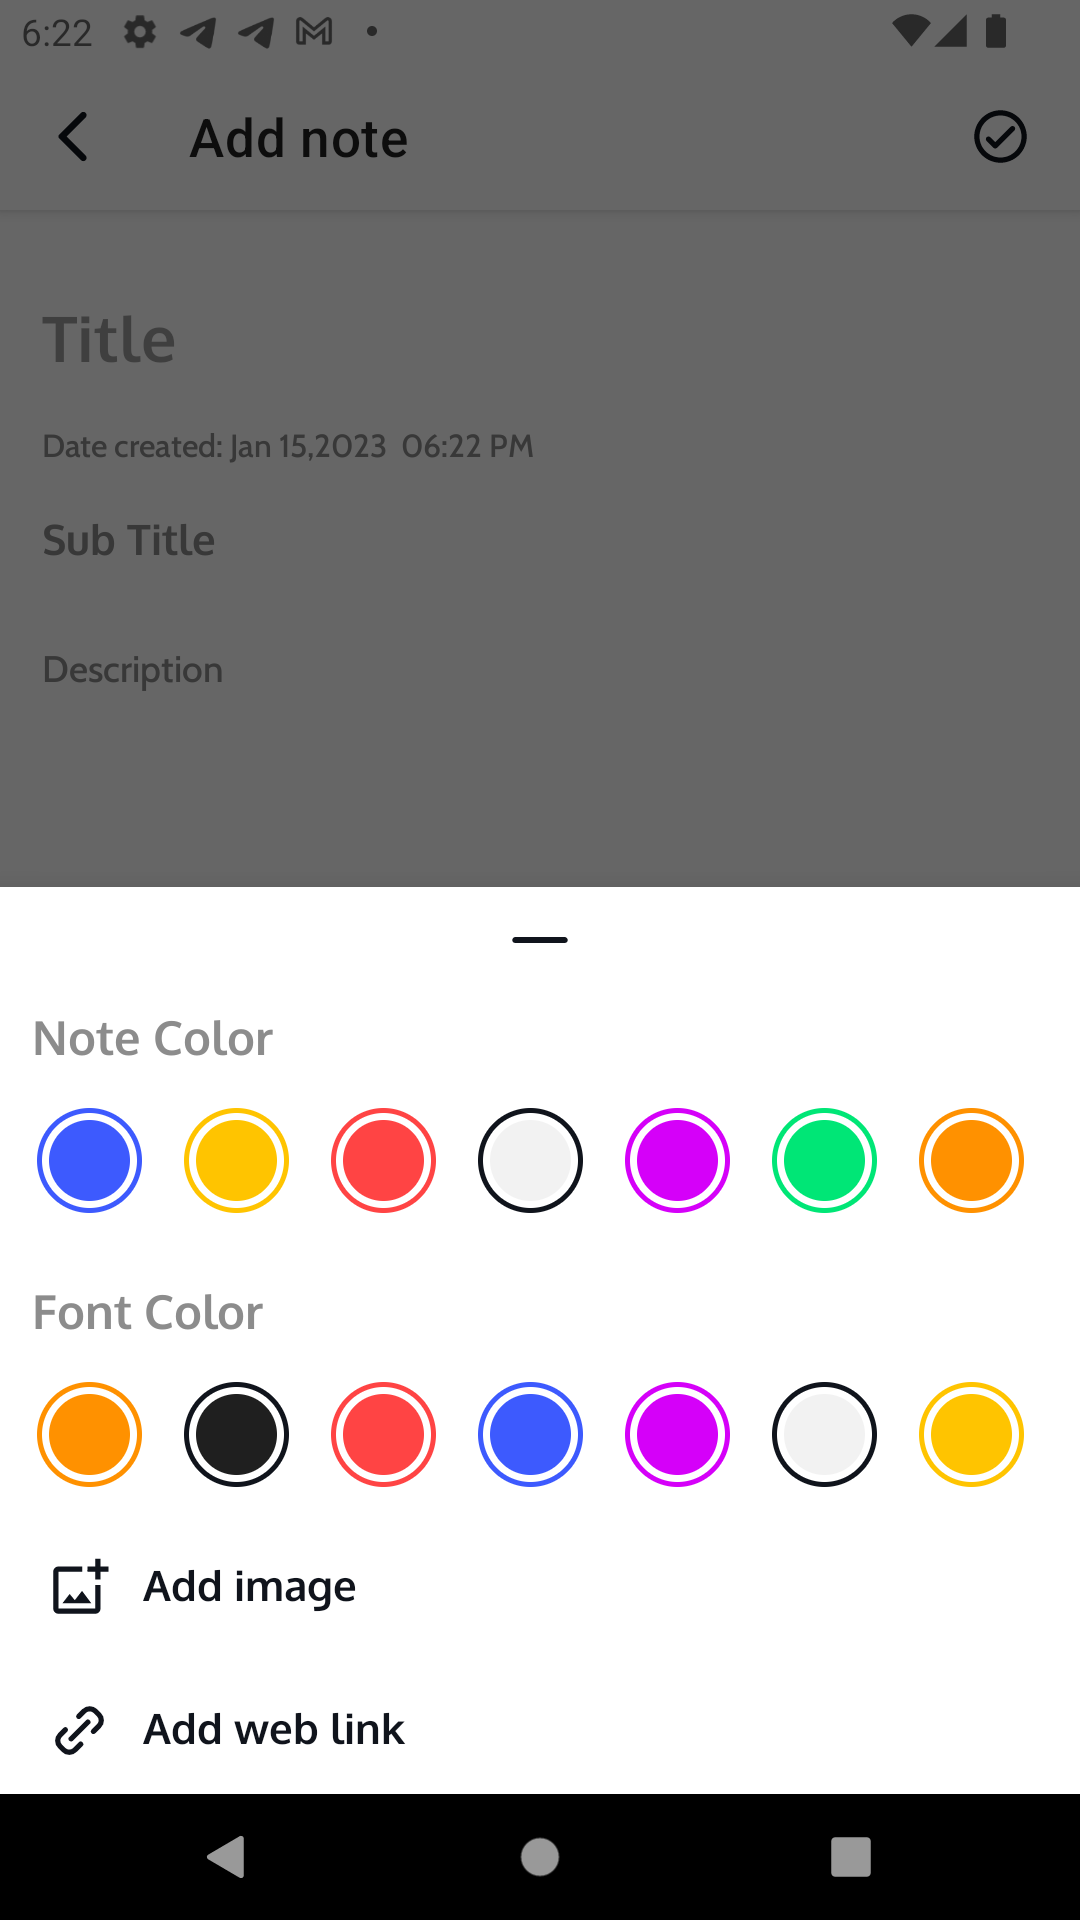 6:22
Add note
Title
Date created: Jan 15,2023  06:22 PM
Sub Title
Description
Note Color
Font Color
Add image
Add web link